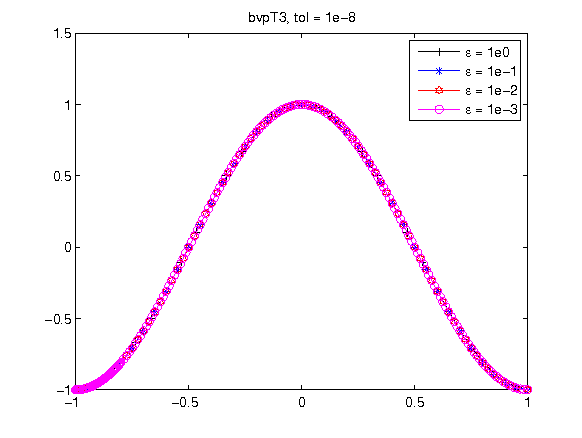 bvpT3, tol = 1e−8
1.5
ε = 1e0
ε = 1e−1
ε = 1e−2
ε = 1e−3
1
0.5
0
−0.5
−1
−1 −0.5 0 0.5 1